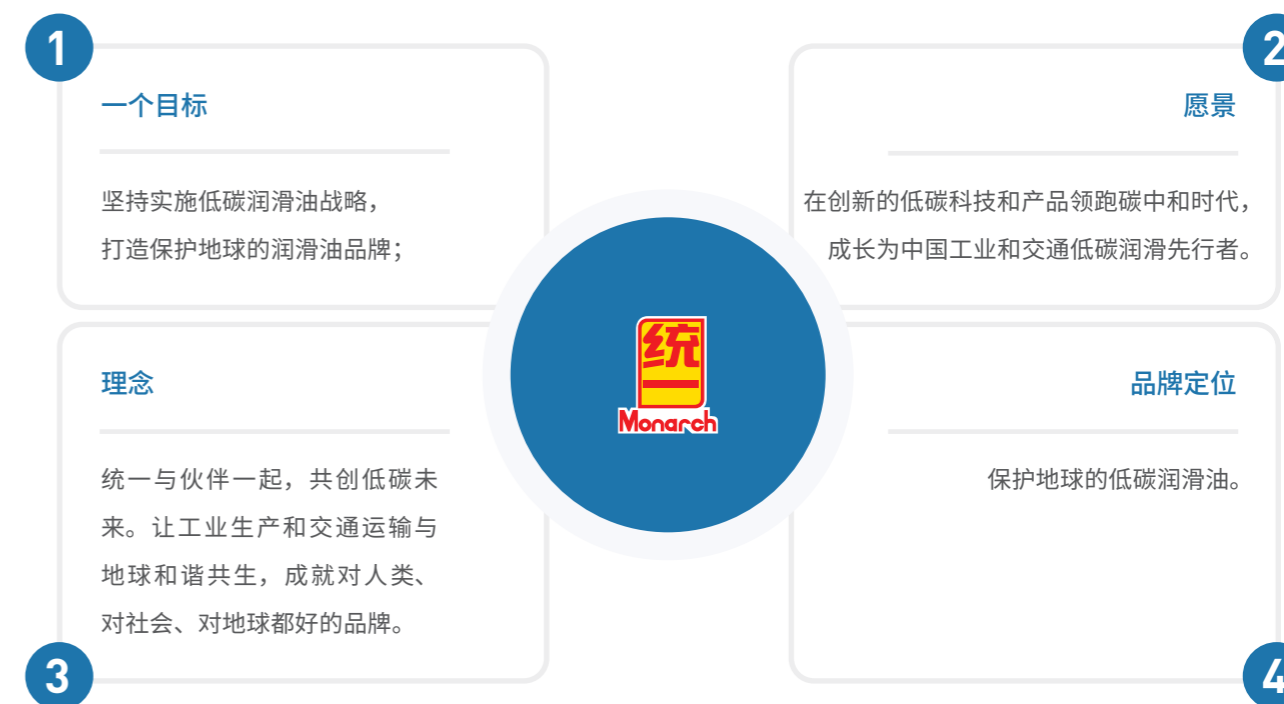 1
一个目标
坚持实施低碳润滑油战略，
打造保护地球的润滑油品牌；
2
愿景
在创新的低碳科技和产品领跑碳中和时代，
成长为中国工业和交通低碳润滑先行者。
统一
Monarch
3
理念
统一与伙伴一起，共创低碳未
来。让工业生产和交通运输与
地球和谐共生，成就对人类、
对社会、对地球都好的品牌。
4
品牌定位
保护地球的低碳润滑油。